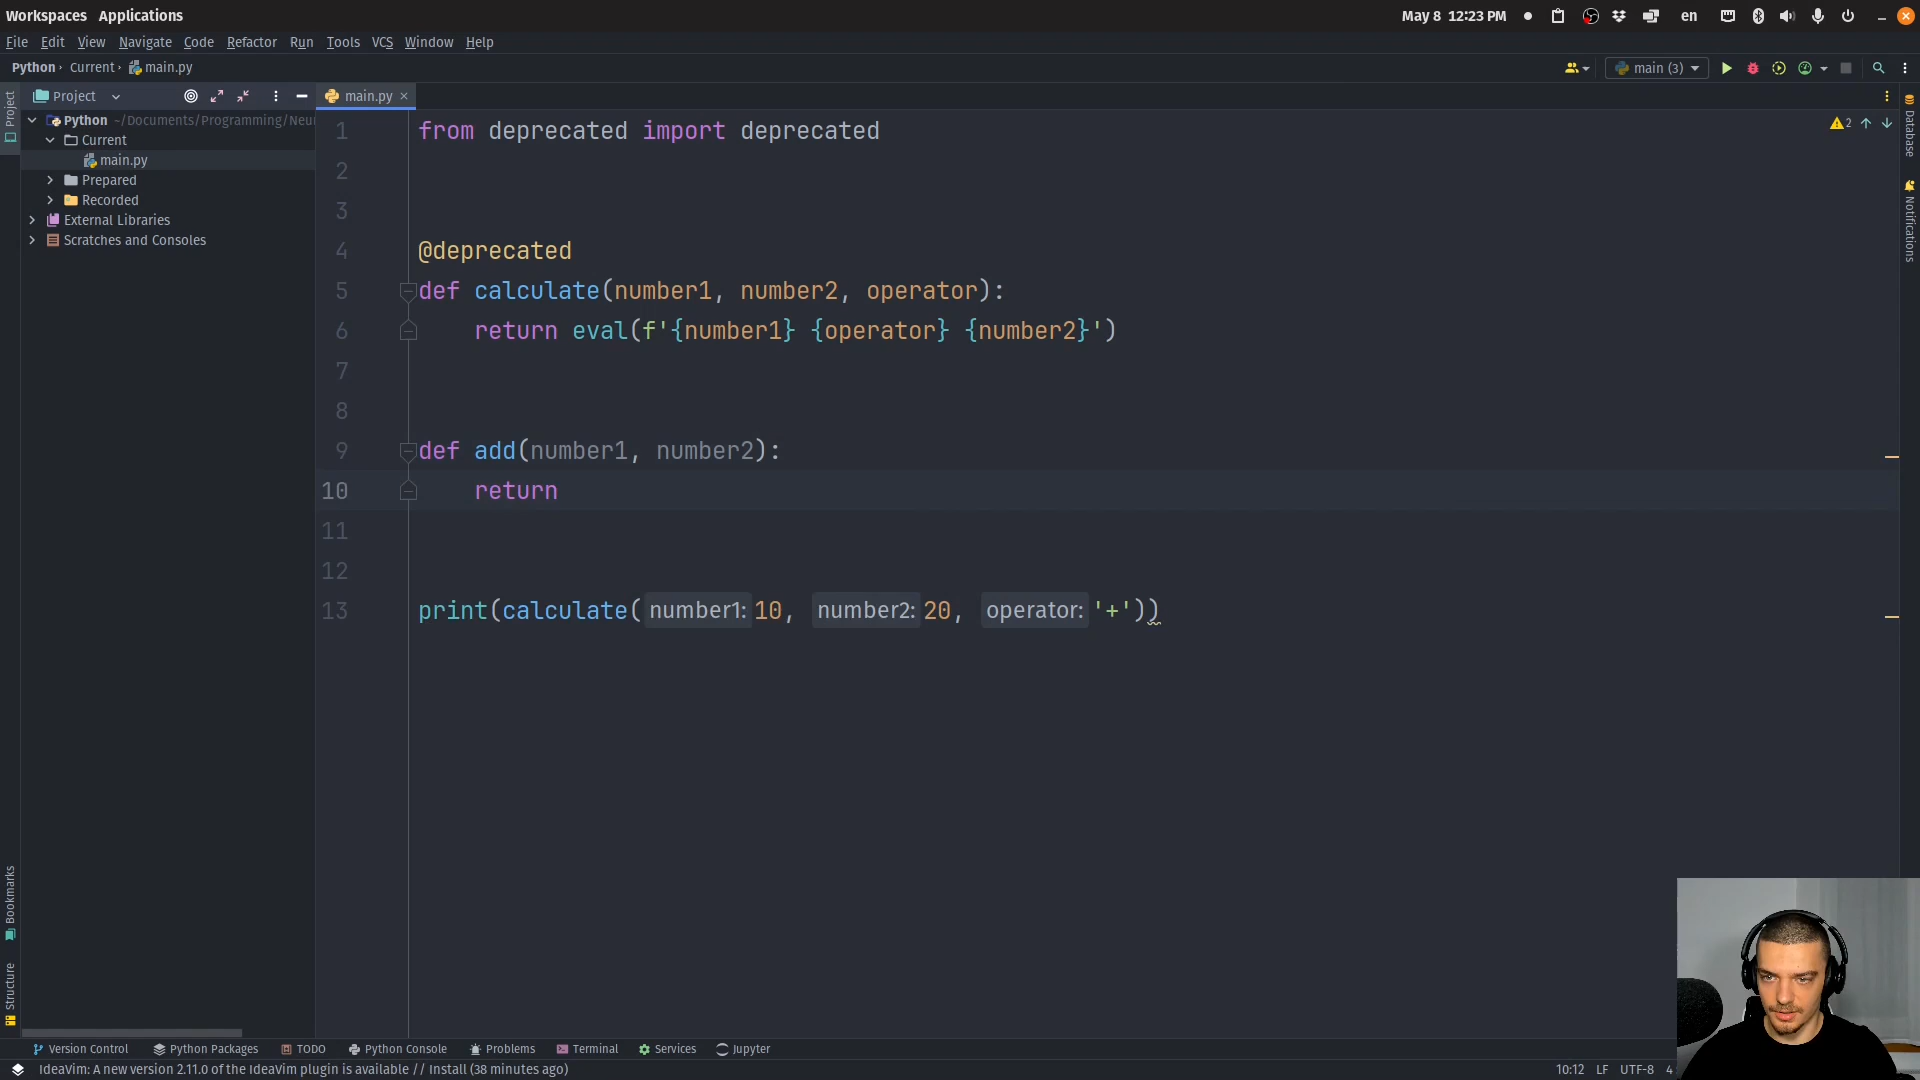 Workspaces Applications
May 8 12:23 PM
en
File Edit View Navigate Code Refactor Run Tools VCS Window Help
Python › Current › main.py
main (3)
Project
main.py
Python ~/Documents/Programming/Neu
Current
main.py
Prepared
Recorded
External Libraries
Scratches and Consoles
1 from deprecated import deprecated
2
3
4 @deprecated
5 def calculate(number1, number2, operator):
6 return eval(f'{number1} {operator} {number2}')
7
8
9 def add(number1, number2):
10 return
11
12
13 print(calculate( number1: 10, number2: 20, operator: '+'))
2
Project
Bookmarks
Structure
Database
Notifications
Version Control Python Packages TODO Python Console Problems Terminal Services Jupyter
IdeaVim: A new version 2.11.0 of the IdeaVim plugin is available // Install (38 minutes ago)
10:12 LF UTF-8 4